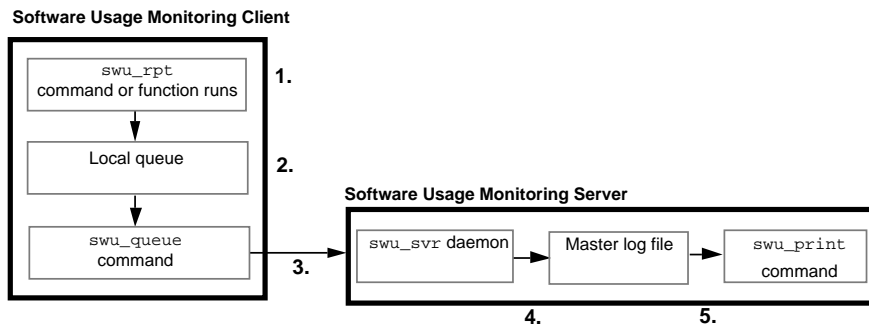 Software Usage Monitoring Client
swu_rpt
command or function runs
1.
Local queue
2.
swu_queue
command
3.
Software Usage Monitoring Server
swu_svr daemon
Master log file
swu_print
command
4.
5.